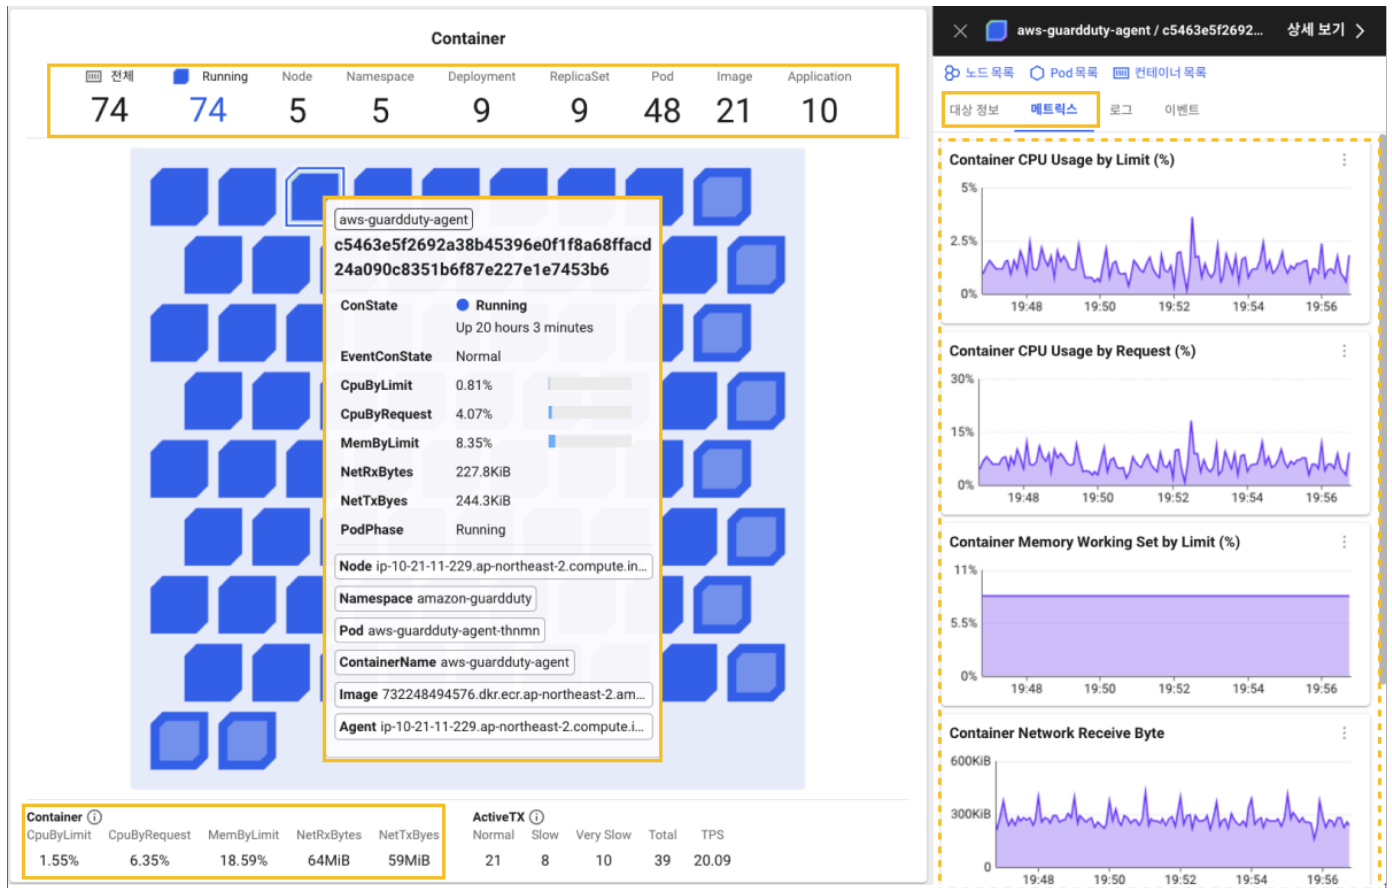 Container
전체 Running Node Namespace Deployment ReplicaSet Pod Image Application
74 74 5 5 9 9 48 21 10
aws-guardduty-agent
c5463e5f2692a38b45396e0f1f8a68ffacd
24a090c8351b6f87e227e1e7453b6
ConState Running
Up 20 hours 3 minutes
EventConState Normal
CpuByLimit 0.81%
CpuByRequest 4.07%
MemByLimit 8.35%
NetRxBytes 227.8KiB
NetTxByes 244.3KiB
PodPhase Running
Node ip-10-21-11-229.ap-northeast-2.compute.in...
Namespace amazon-guardduty
Pod aws-guardduty-agent-thnmn
ContainerName aws-guardduty-agent
Image 732248494576.dkr.ecr.ap-northeast-2.am...
Agent ip-10-21-11-229.ap-northeast-2.compute.i...
Container
CpuByLimit CpuByRequest MemByLimit NetRxBytes NetTxByes
1.55% 6.35% 18.59% 64MiB 59MiB
ActiveTX
Normal Slow Very Slow Total TPS
21 8 10 39 20.09
aws-guardduty-agent / c5463e5f2692... 상세 보기
노드 목록 Pod 목록 컨테이너 목록
대상 정보 메트릭스 로그 이벤트
Container CPU Usage by Limit (%)
5%
2.5%
0%
19:48 19:50 19:52 19:54 19:56
Container CPU Usage by Request (%)
30%
15%
0%
19:48 19:50 19:52 19:54 19:56
Container Memory Working Set by Limit (%)
11%
5.5%
0%
19:48 19:50 19:52 19:54 19:56
Container Network Receive Byte
600KiB
300KiB
0
19:48 19:50 19:52 19:54 19:56